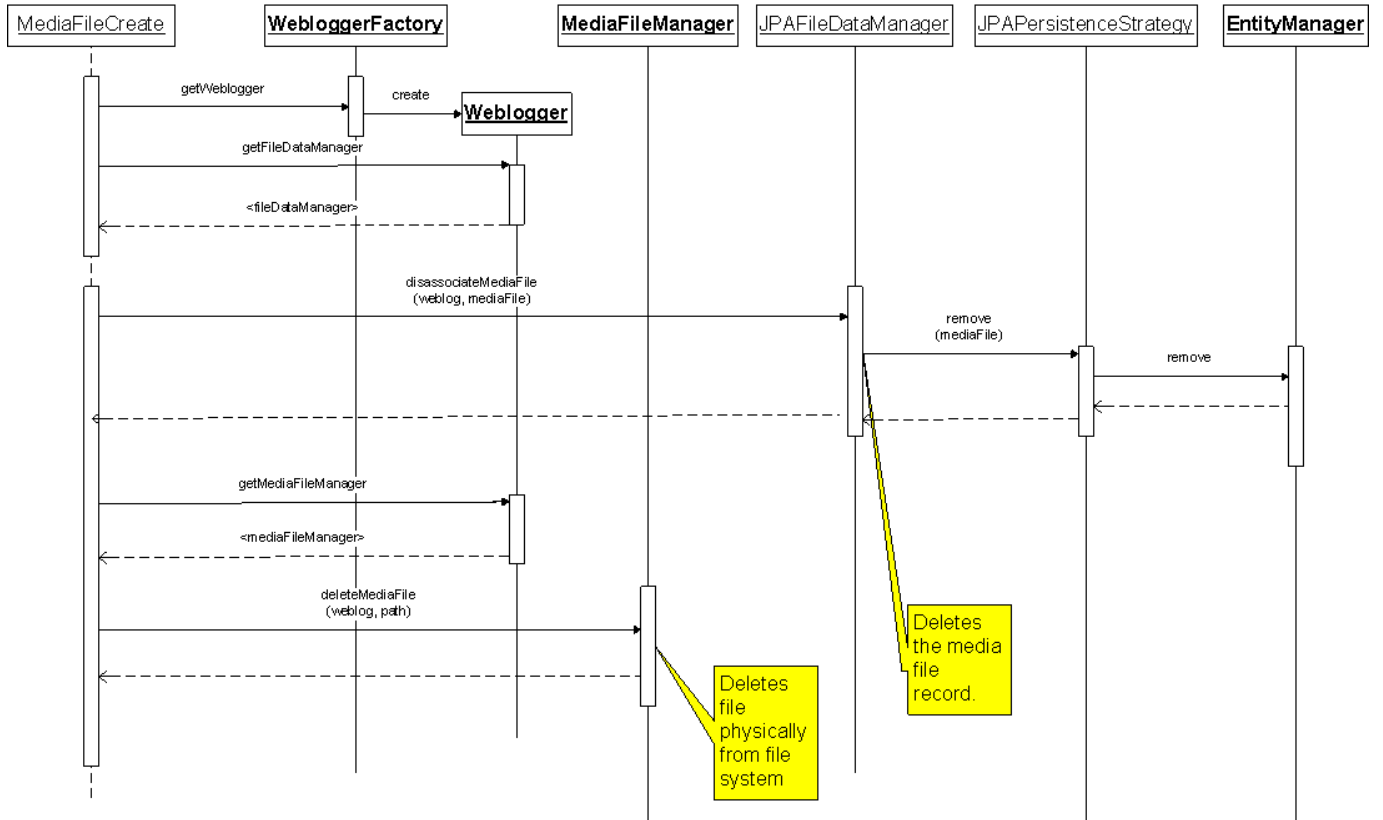 MediaFileCreate
WebloggerFactory
MediaFileManager
JPAFileDataManager
JPAPersistenceStrategy
EntityManager
getWeblogger
create
Weblogger
getFileDataManager
<fileDataManager>
disassociateMediaFile
(weblog, mediaFile)
remove
(mediaFile)
remove
getMediaFileManager
<mediaFileManager>
deleteMediaFile
(weblog, path)
Deletes
the media
file
record.
Deletes
file
physically
from file
system